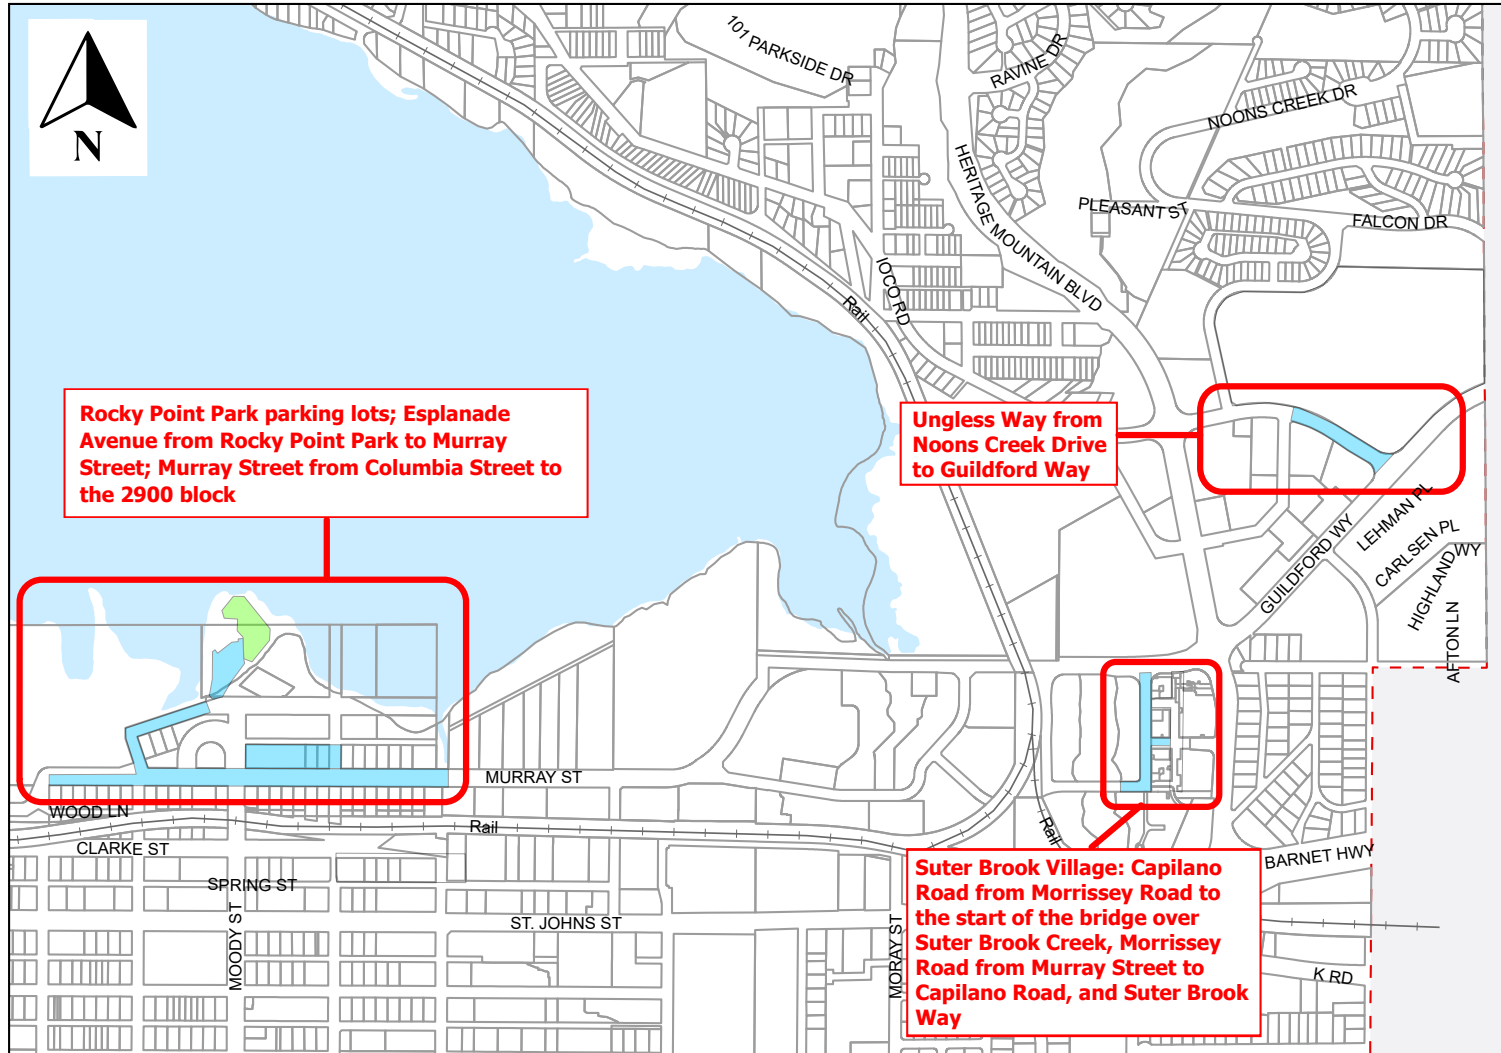 101 PARKSIDE DR
RAVINE DR
NOONS CREEK DR
N
HERITAGE MOUNTAIN BLVD
PLEASANT ST
FALCON DR
IOCO RD
Rail
Rocky Point Park parking lots; Esplanade
Avenue from Rocky Point Park to Murray
Street; Murray Street from Columbia Street to
the 2900 block
Ungless Way from
Noons Creek Drive
to Guildford Way
GUILDFORD WY
LEHMAN PL
CARLSEN PL
HIGHLAND WY
AFTON LN
MURRAY ST
WOOD LN
Rail
Rail
CLARKE ST
SPRING ST
MOODY ST
ST. JOHNS ST
MORAY ST
BARNET HWY
Suter Brook Village: Capilano
Road from Morrissey Road to
the start of the bridge over
Suter Brook Creek, Morrissey
Road from Murray Street to
Capilano Road, and Suter Brook
Way
K RD